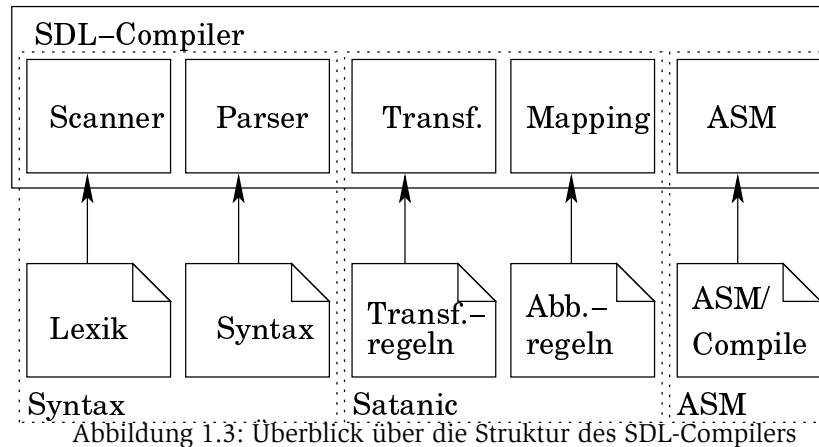 SDL–Compiler
Scanner
Parser
Transf.
Mapping
ASM
Lexik
Syntax
Transf.–
regeln
Abb.–
regeln
ASM/
Compile
Syntax
Satanic
ASM
Abbildung 1.3: Überblick über die Struktur des SDL-Compilers